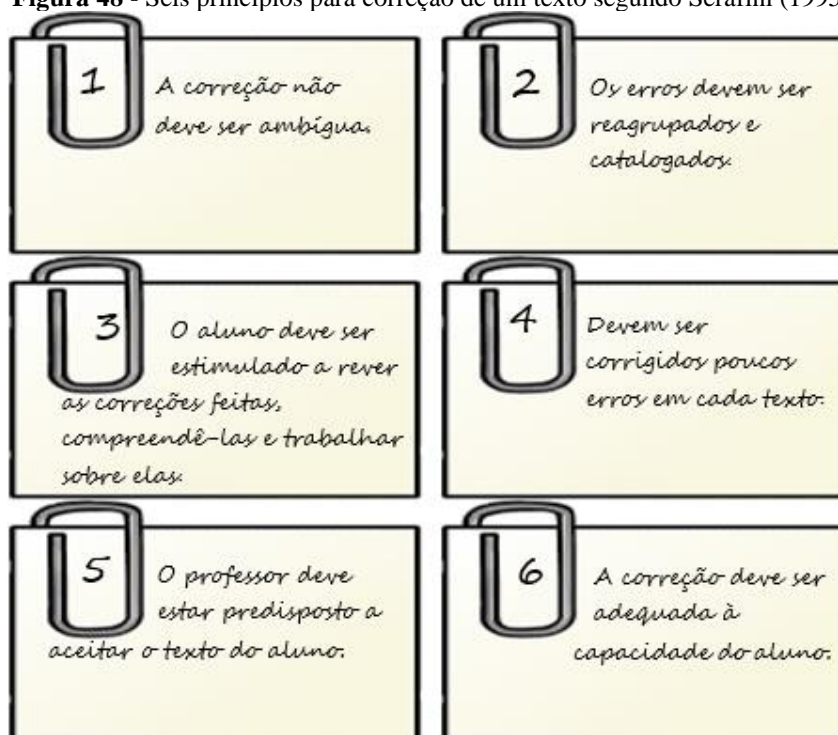 Figura 48 - Seis princípios para correção de um texto segundo Serafini (1995
1
A correção não
deve ser ambígua.
2
Os erros devem ser
reagrupados e
catalogados.
3
O aluno deve ser
estimulado a rever
as correções feitas,
compreendê-las e trabalhar
sobre elas.
4
Devem ser
corrigidos poucos
erros em cada texto.
5
O professor deve
estar predisposto a
aceitar o texto do aluno.
6
A correção deve ser
adequada à
capacidade do aluno.